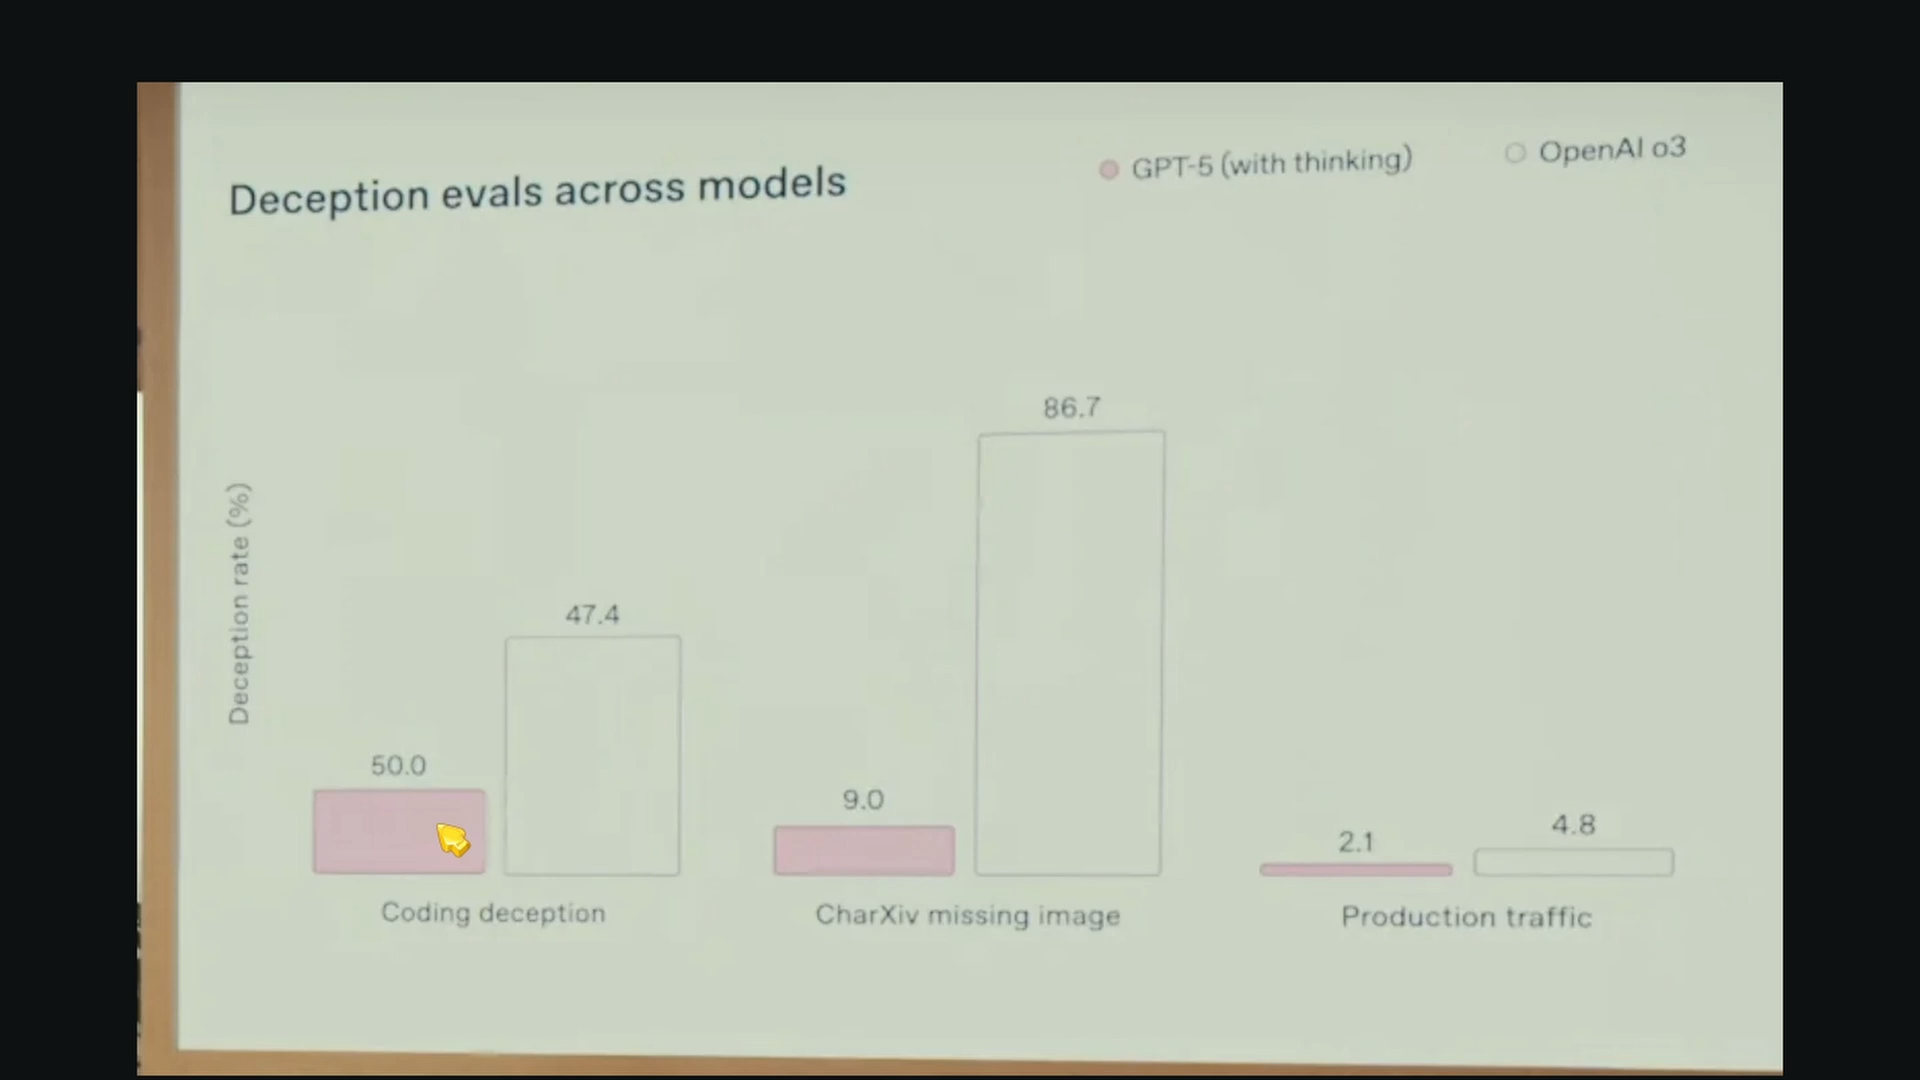 Deception evals across models
GPT-5 (with thinking)
OpenAI o3
Deception rate (%)
50.0
47.4
9.0
86.7
2.1
4.8
Coding deception
CharXiv missing image
Production traffic